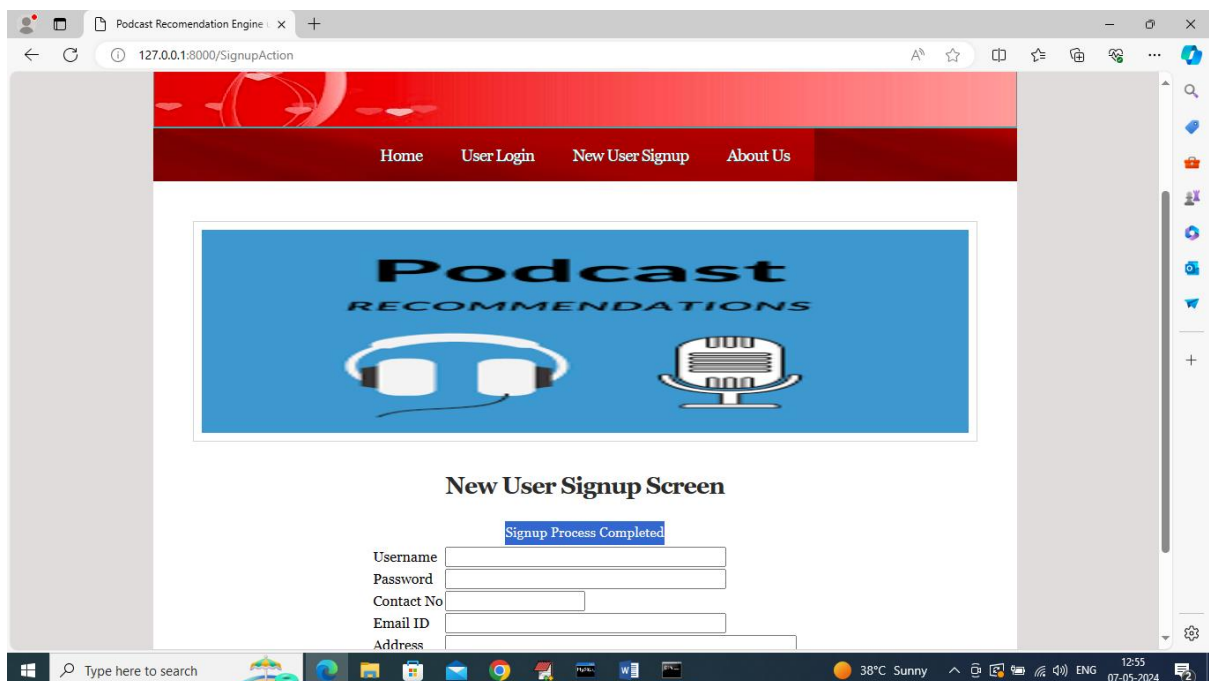 Podcast Recomendation Engine
127.0.0.1:8000/SignupAction
Home User Login New User Signup About Us
Podcast
RECOMMENDATIONS
New User Signup Screen
Signup Process Completed
Username
Password
Contact No
Email ID
Address
Type here to search
38°C Sunny
ENG
12:55
07-05-2024
2